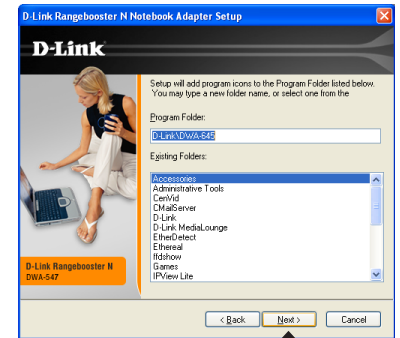 D-Link Rangebooster N Notebook Adapter Setup
D-Link
Setup will add program icons to the Program Folder listed below.
You may type a new folder name, or select one from the
Program Folder:
D-Link\DWA-645
Existing Folders:
Accessories
Administrative Tools
CenVid
CMailServer
D-Link
D-Link MediaLounge
EtherDetect
Ethereal
ffdshow
Games
IPView Lite
D-Link Rangebooster N
DWA-547
< Back
Next >
Cancel